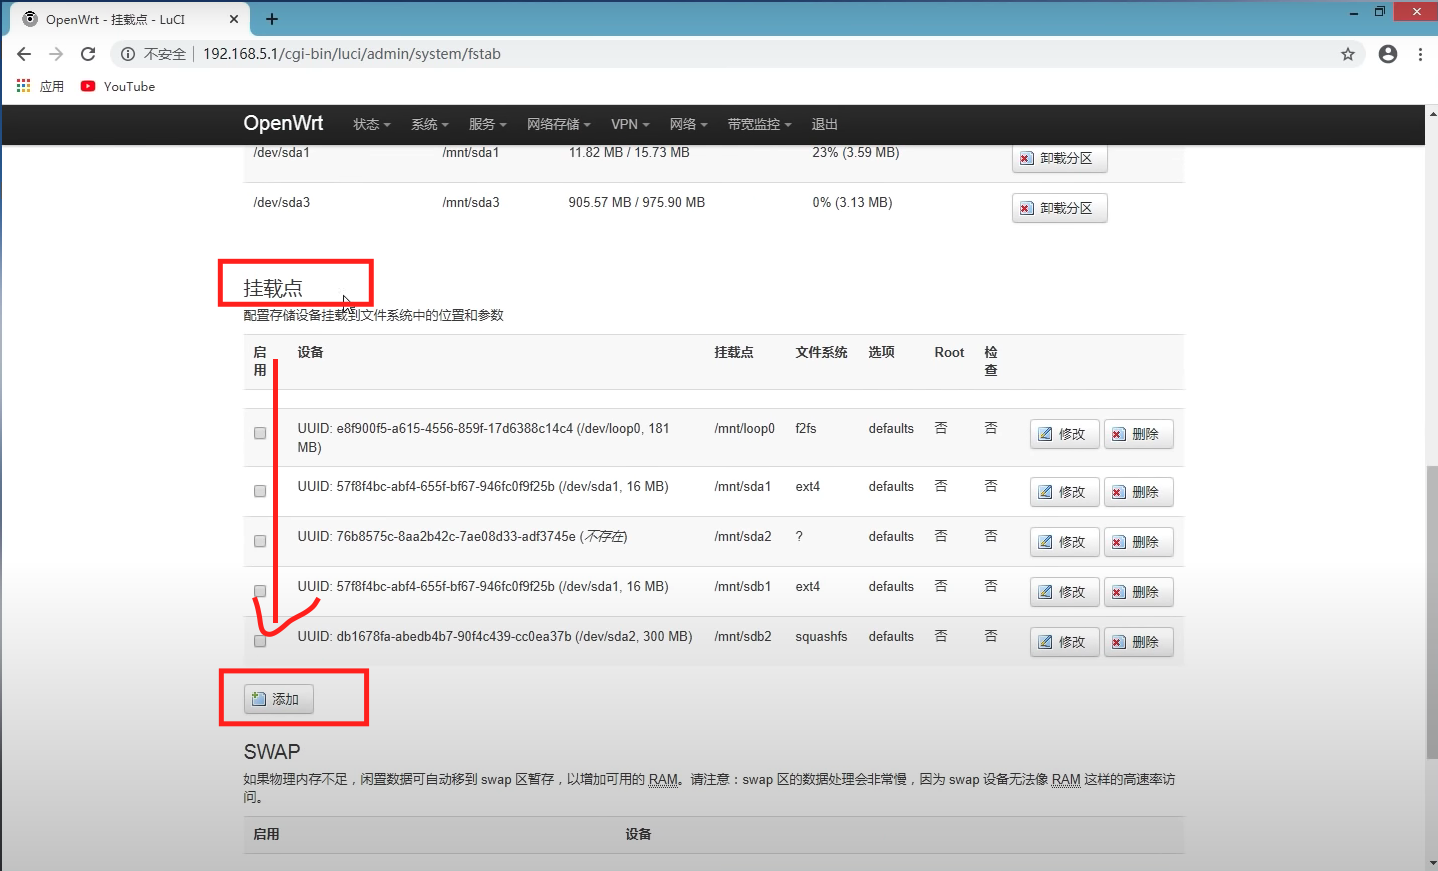 OpenWrt - 挂载点 - LuCI
不安全 192.168.5.1/cgi-bin/luci/admin/system/fstab
应用 YouTube
OpenWrt 状态 系统 服务 网络存储 VPN 网络 带宽监控 退出
/dev/sda1 /mnt/sda1 11.82 MB / 15.73 MB 23% (3.59 MB) 卸载分区
/dev/sda3 /mnt/sda3 905.57 MB / 975.90 MB 0% (3.13 MB) 卸载分区
挂载点
配置存储设备挂载到文件系统中的位置和参数
启用 设备 挂载点 文件系统 选项 Root 检查
UUID: e8f900f5-a615-4556-859f-17d6388c14c4 (/dev/loop0, 181 MB) /mnt/loop0 f2fs defaults 否 否 修改 删除
UUID: 57f8f4bc-abf4-655f-bf67-946fc0f9f25b (/dev/sda1, 16 MB) /mnt/sda1 ext4 defaults 否 否 修改 删除
UUID: 76b8575c-8aa2b42c-7ae08d33-adf3745e (不存在) /mnt/sda2 ? defaults 否 否 修改 删除
UUID: 57f8f4bc-abf4-655f-bf67-946fc0f9f25b (/dev/sda1, 16 MB) /mnt/sdb1 ext4 defaults 否 否 修改 删除
UUID: db1678fa-abedb4b7-90f4c439-cc0ea37b (/dev/sda2, 300 MB) /mnt/sdb2 squashfs defaults 否 否 修改 删除
添加
SWAP
如果物理内存不足，闲置数据可自动移到 swap 区暂存，以增加可用的 RAM。请注意：swap 区的数据处理会非常慢，因为 swap 设备无法像 RAM 这样的高速率访
问。
启用 设备